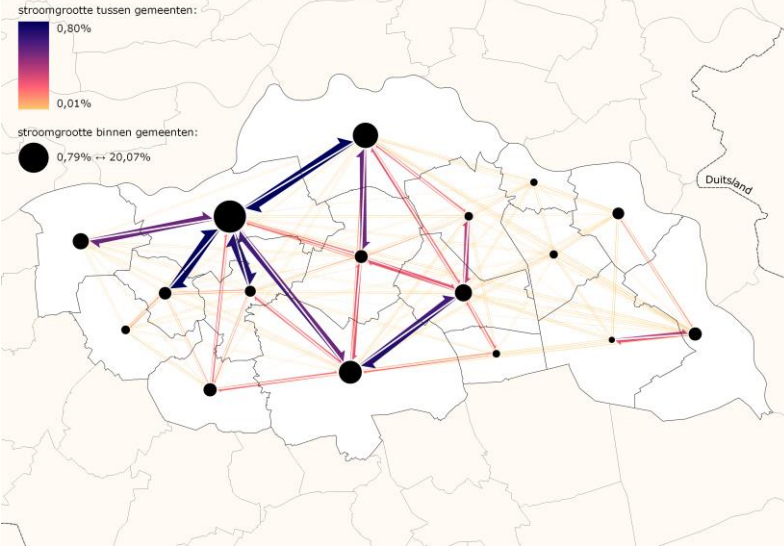 stroomgrootte tussen gemeenten:
0,80%
0,01%
stroomgrootte binnen gemeenten:
0,79% ↔ 20,07%
Duitsland